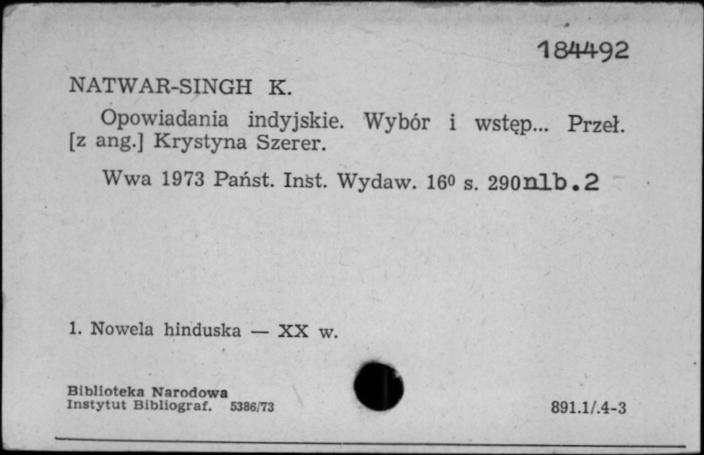 184492
NATWAR-SINGH K.
Opowiadania indyjskie. Wybór i wstęp... Przeł.
[z ang.] Krystyna Szerer.
Wwa 1973 Państ. Inst. Wydaw. 16⁰ s. 290nlb.2
1. Nowela hinduska — XX w.
Biblioteka Narodowa
Instytut Bibliograf. 5386/73
891.1/.4-3